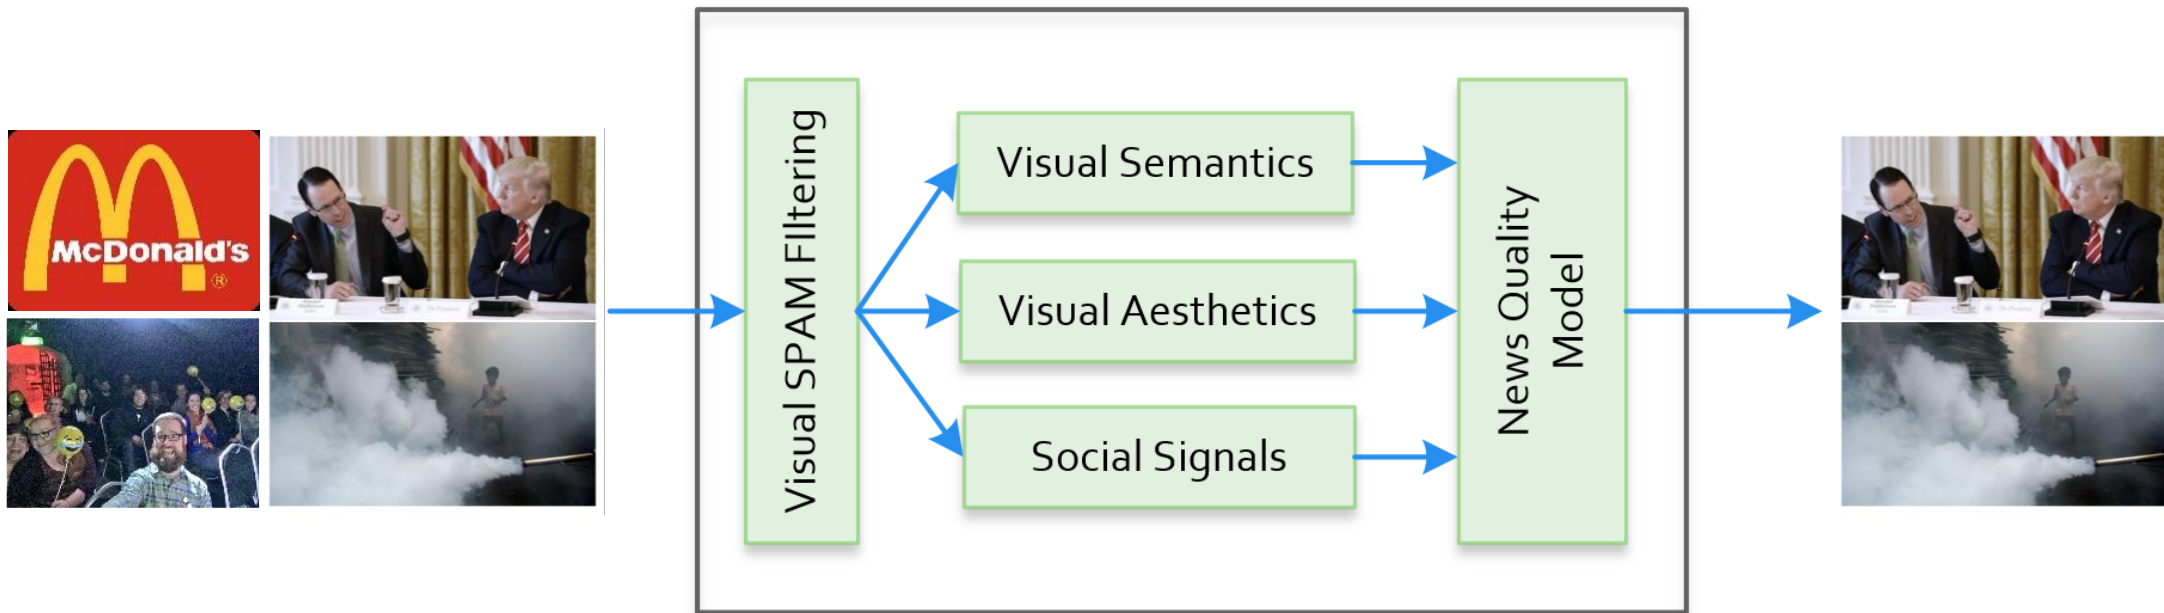 McDonald's
®
Visual SPAM FIltering
Visual Semantics
Visual Aesthetics
Social Signals
News Quality
Model